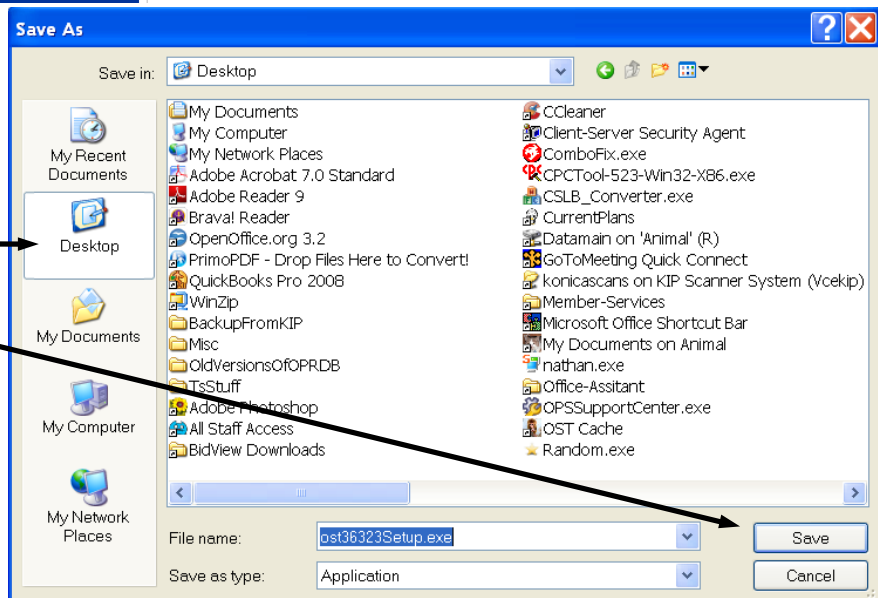 Save As
Save in:
Desktop
My Recent
Documents
Desktop
My Documents
My Computer
My Network
Places
My Documents
My Computer
My Network Places
Adobe Acrobat 7.0 Standard
Adobe Reader 9
Brava! Reader
OpenOffice.org 3.2
PrimoPDF - Drop Files Here to Convert!
QuickBooks Pro 2008
WinZip
BackupFromKIP
Misc
OldVersionsOfOPRDB
TsStuff
Adobe Photoshop
All Staff Access
BidView Downloads
CCleaner
Client-Server Security Agent
ComboFix.exe
CPCTool-523-Win32-X86.exe
CSLB_Converter.exe
CurrentPlans
Datamain on 'Animal' (R)
GoToMeeting Quick Connect
konicascans on KIP Scanner System (Vcekip)
Member-Services
Microsoft Office Shortcut Bar
My Documents on Animal
nathan.exe
Office-Assitant
OPSSupportCenter.exe
OST Cache
Random.exe
File name:
ost36323Setup.exe
Save
Save as type:
Application
Cancel